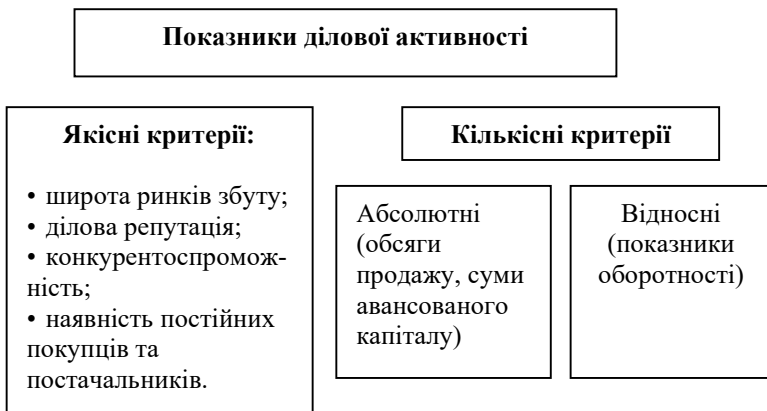 Показники ділової активності
Якісні критерії:
• широта ринків збуту;
• ділова репутація;
• конкурентоспромож-
ність;
• наявність постійних
покупців та
постачальників.
Кількісні критерії
Абсолютні
(обсяги
продажу, суми
авансованого
капіталу)
Відносні
(показники
оборотності)